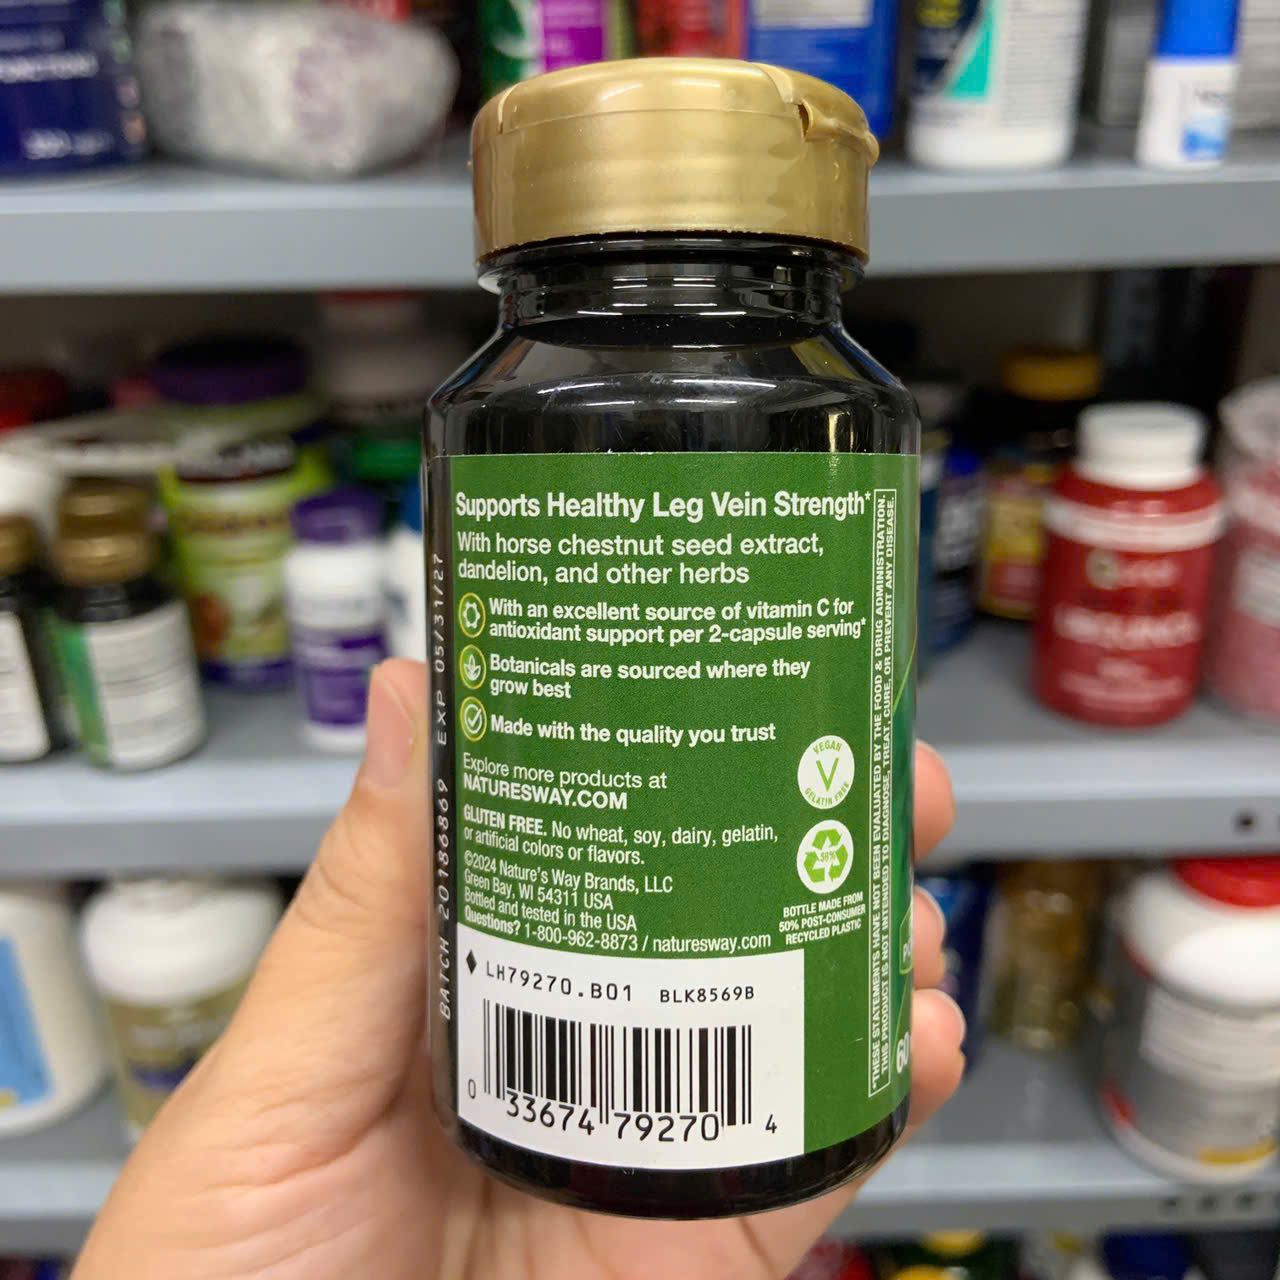 Supports Healthy Leg Vein Strength*
With horse chestnut seed extract,
dandelion, and other herbs
With an excellent source of vitamin C for
antioxidant support per 2-capsule serving*
Botanicals are sourced where they
grow best
Made with the quality you trust
Explore more products at
NATURESWAY.COM
GLUTEN FREE. No wheat, soy, dairy, gelatin,
or artificial colors or flavors.
©2024 Nature's Way Brands, LLC
Green Bay, WI 54311 USA
Bottled and tested in the USA
Questions? 1-800-962-8873 / naturesway.com
VEGAN
V
GELATIN FREE
BOTTLE MADE FROM
50% POST-CONSUMER
RECYCLED PLASTIC
LH79270.B01 BLK8569B
0 33674 79270 4
BATCH 20186869 EXP 05/31/27
*THESE STATEMENTS HAVE NOT BEEN EVALUATED BY THE FOOD & DRUG ADMINISTRATION.
THIS PRODUCT IS NOT INTENDED TO DIAGNOSE, TREAT, CURE, OR PREVENT ANY DISEASE.
60